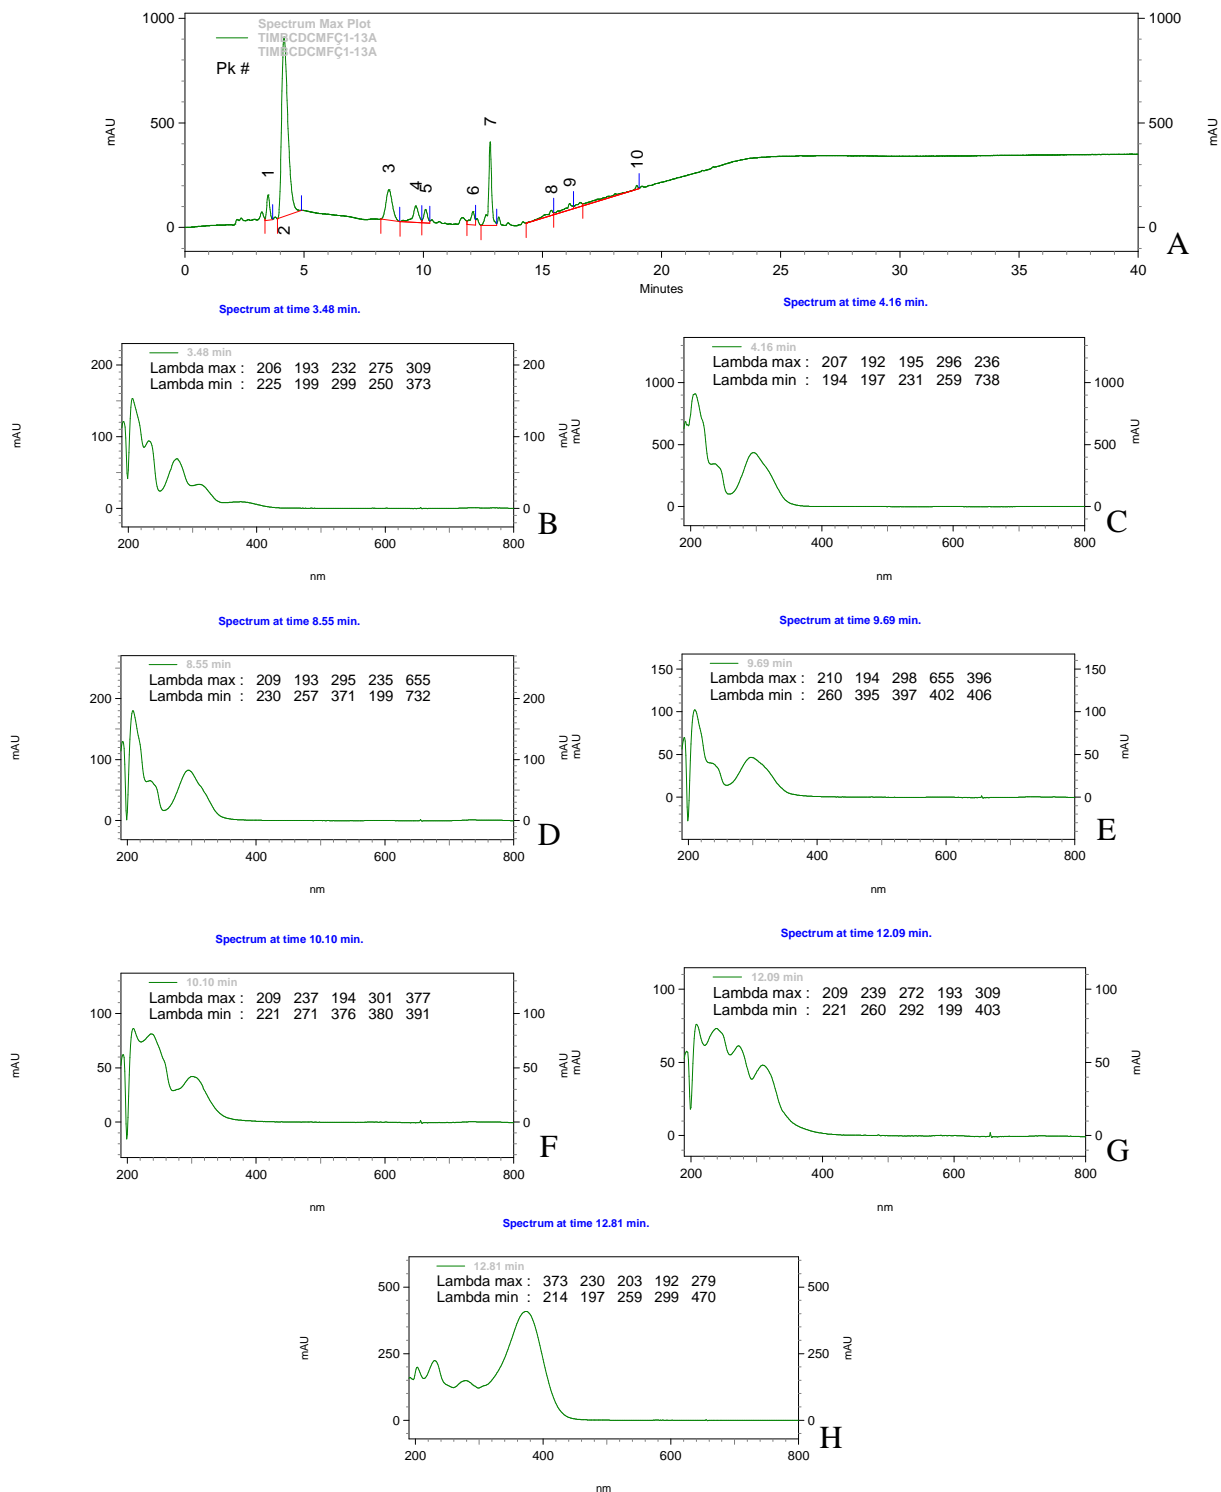 1000
1000
Spectrum Max Plot
TIMBCDCMFÇ1-13A
TIMBCDCMFÇ1-13A
Pk #
mAU
500
500
mAU
0
0
1
2
3
4
5
6
7
8
9
10
0 5 10 15 20 25 30 35 40
Minutes
A
Spectrum at time 3.48 min.
3.48 min
Lambda max : 206 193 232 275 309
Lambda min : 225 199 299 250 373
200
200
mAU
100
100
mAU
0
0
200 400 600 800
nm
B
Spectrum at time 4.16 min.
4.16 min
Lambda max : 207 192 195 296 236
Lambda min : 194 197 231 259 738
1000
1000
mAU
500
500
mAU
0
0
200 400 600 800
nm
C
Spectrum at time 8.55 min.
8.55 min
Lambda max : 209 193 295 235 655
Lambda min : 230 257 371 199 732
200
200
mAU
100
100
mAU
0
0
200 400 600 800
nm
D
Spectrum at time 9.69 min.
9.69 min
Lambda max : 210 194 298 655 396
Lambda min : 260 395 397 402 406
150
150
mAU
100
100
mAU
50
50
0
0
200 400 600 800
nm
E
Spectrum at time 10.10 min.
10.10 min
Lambda max : 209 237 194 301 377
Lambda min : 221 271 376 380 391
100
100
mAU
50
50
mAU
0
0
200 400 600 800
nm
F
Spectrum at time 12.09 min.
12.09 min
Lambda max : 209 239 272 193 309
Lambda min : 221 260 292 199 403
100
100
mAU
50
50
mAU
0
0
200 400 600 800
nm
G
Spectrum at time 12.81 min.
12.81 min
Lambda max : 373 230 203 192 279
Lambda min : 214 197 259 299 470
500
500
mAU
250
250
mAU
0
0
200 400 600 800
nm
H